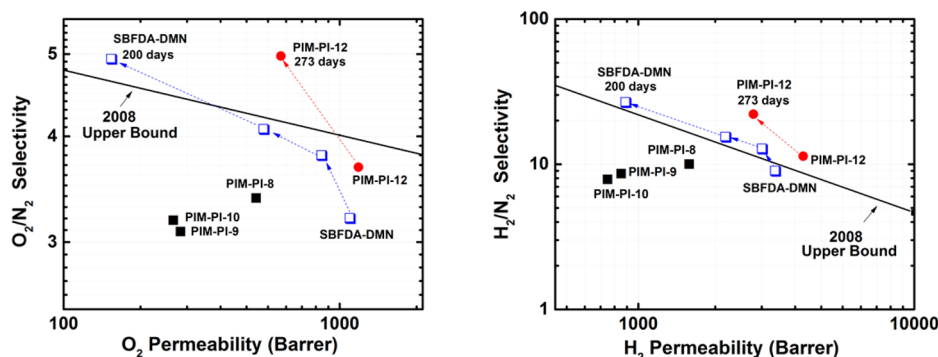 5
4
3
O2/N2 Selectivity
SBFDA-DMN
200 days
PIM-PI-12
273 days
2008
Upper Bound
PIM-PI-12
PIM-PI-8
PIM-PI-10
PIM-PI-9
SBFDA-DMN
100
200
1000
O2 Permeability (Barrer)
100
10
1
H2/N2 Selectivity
SBFDA-DMN
200 days
PIM-PI-12
273 days
PIM-PI-8
PIM-PI-9
PIM-PI-10
PIM-PI-12
SBFDA-DMN
2008
Upper Bound
1000
2000
10000
H2 Permeability (Barrer)